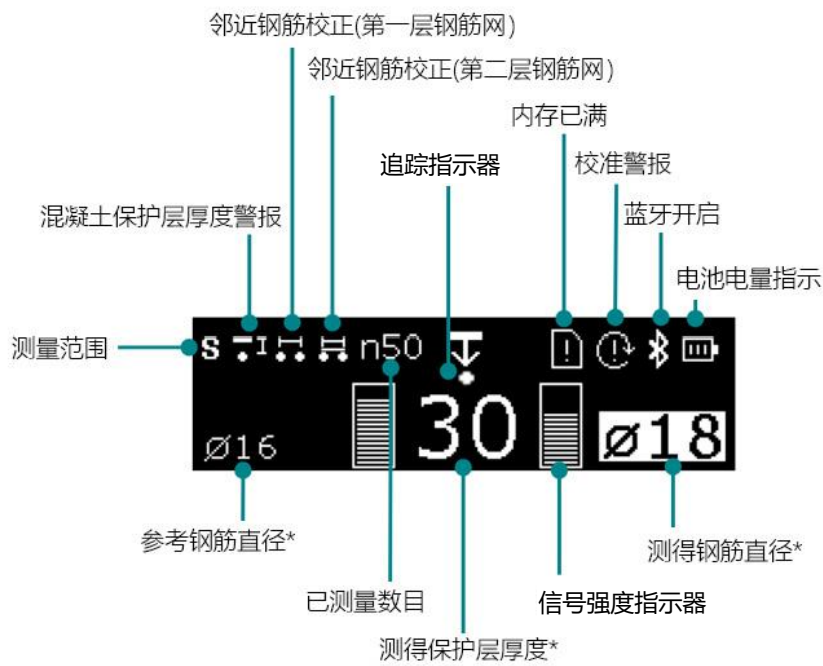 邻近钢筋校正(第一层钢筋网)
邻近钢筋校正(第二层钢筋网)
内存已满
追踪指示器
校准警报
混凝土保护层厚度警报
蓝牙开启
电池电量指示
测量范围
S n50
30
Ø16
Ø18
参考钢筋直径*
测得钢筋直径*
已测量数目
信号强度指示器
测得保护层厚度*